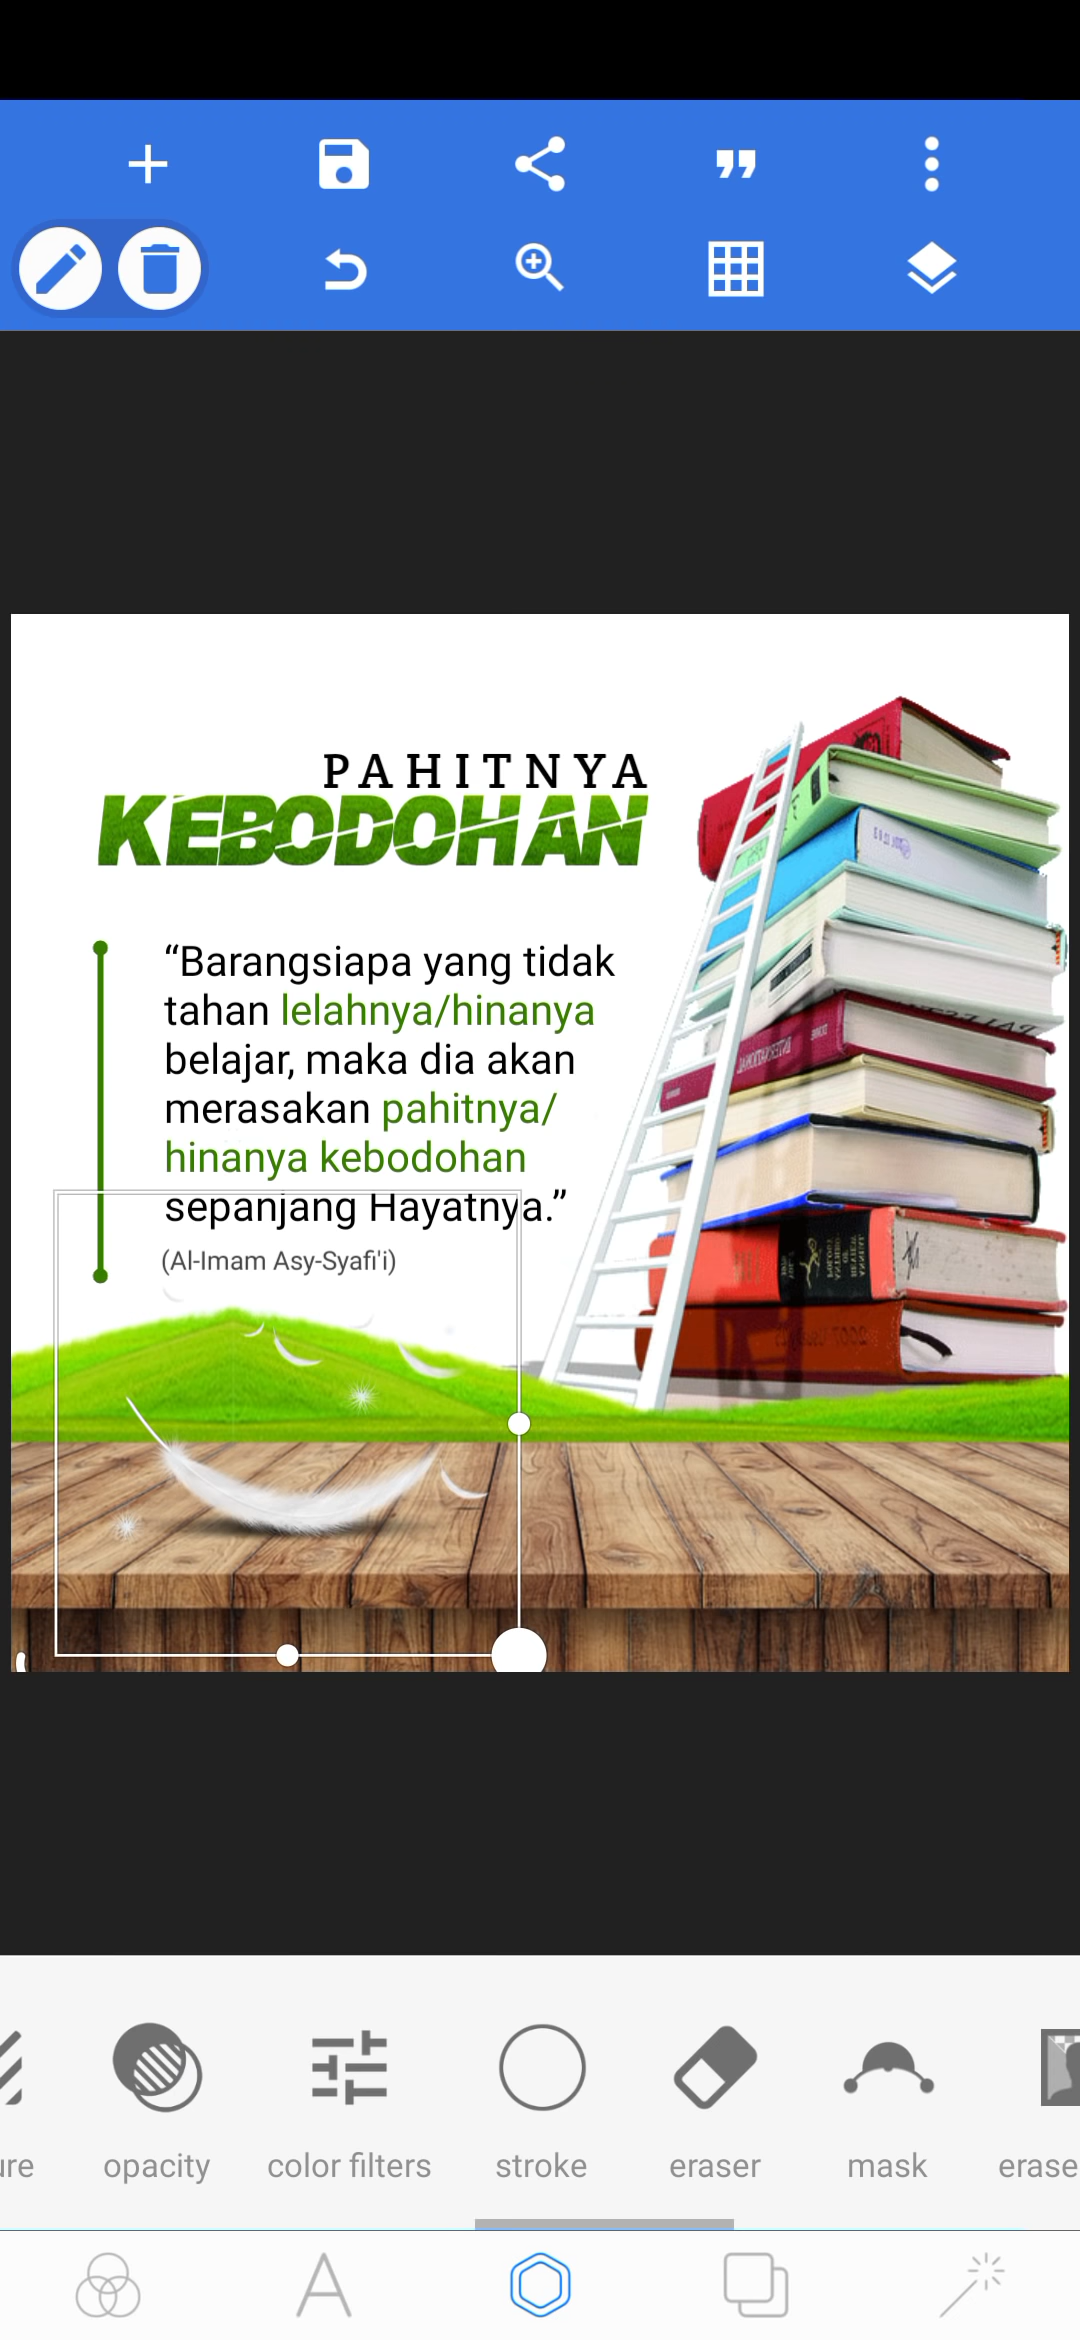 PAHITNYA
KEBODOHAN
“Barangsiapa yang tidak
tahan lelahnya/hinanya
belajar, maka dia akan
merasakan pahitnya/
hinanya kebodohan
sepanjang Hayatnya.”
(Al-Imam Asy-Syafi'i)
opacity
color filters
stroke
eraser
mask